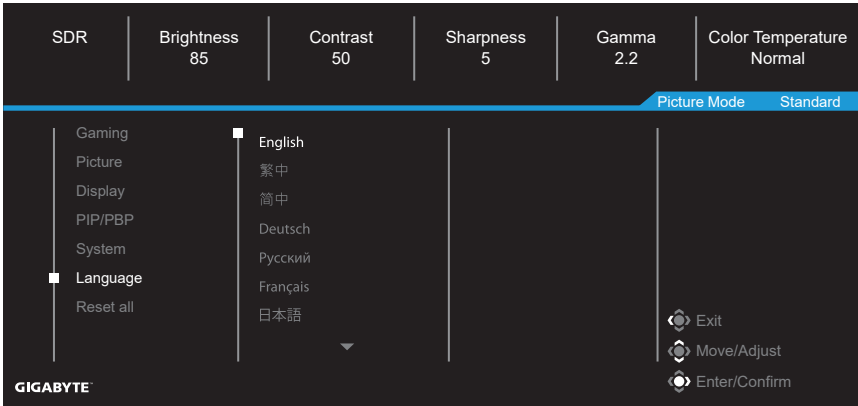 SDR
Brightness
85
Contrast
50
Sharpness
5
Gamma
2.2
Color Temperature
Normal
Picture Mode Standard
Gaming
Picture
Display
PIP/PBP
System
Language
Reset all
English
繁中
简中
Deutsch
Русский
Français
日本語
Exit
Move/Adjust
Enter/Confirm
GIGABYTE™